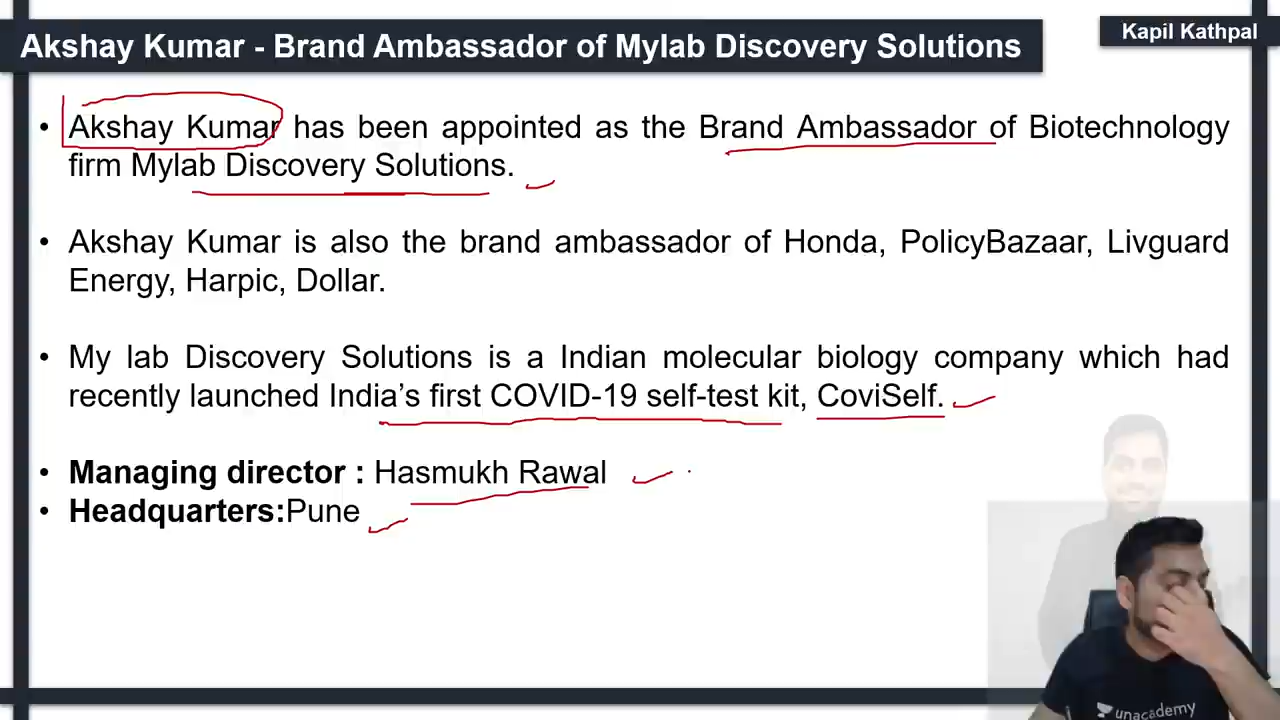 Akshay Kumar - Brand Ambassador of Mylab Discovery Solutions
Kapil Kathpal
• Akshay Kumar has been appointed as the Brand Ambassador of Biotechnology
firm Mylab Discovery Solutions.
• Akshay Kumar is also the brand ambassador of Honda, PolicyBazaar, Livguard
Energy, Harpic, Dollar.
• My lab Discovery Solutions is a Indian molecular biology company which had
recently launched India’s first COVID-19 self-test kit, CoviSelf.
• Managing director : Hasmukh Rawal
• Headquarters:Pune
unacademy